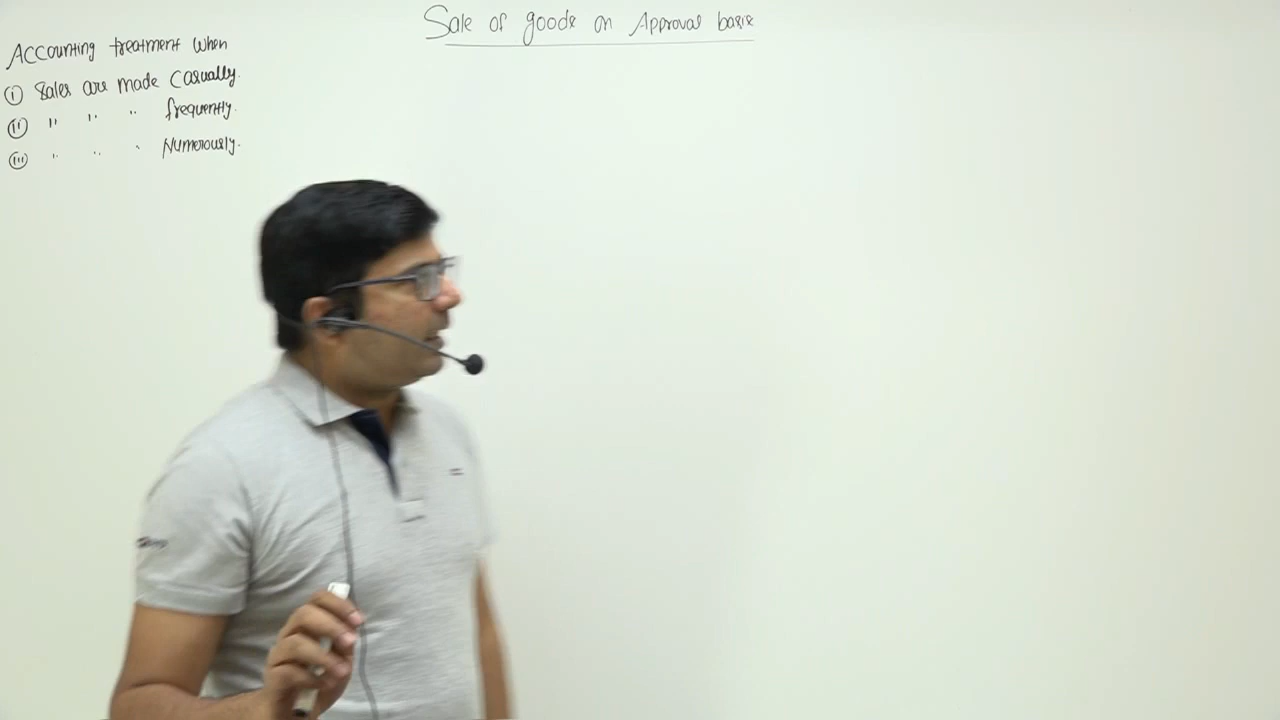 Sale of goods on Approval basis
Accounting treatment when
(i) Sales are made Casually.
(ii) " " " frequently.
(iii) " " " Numerously.